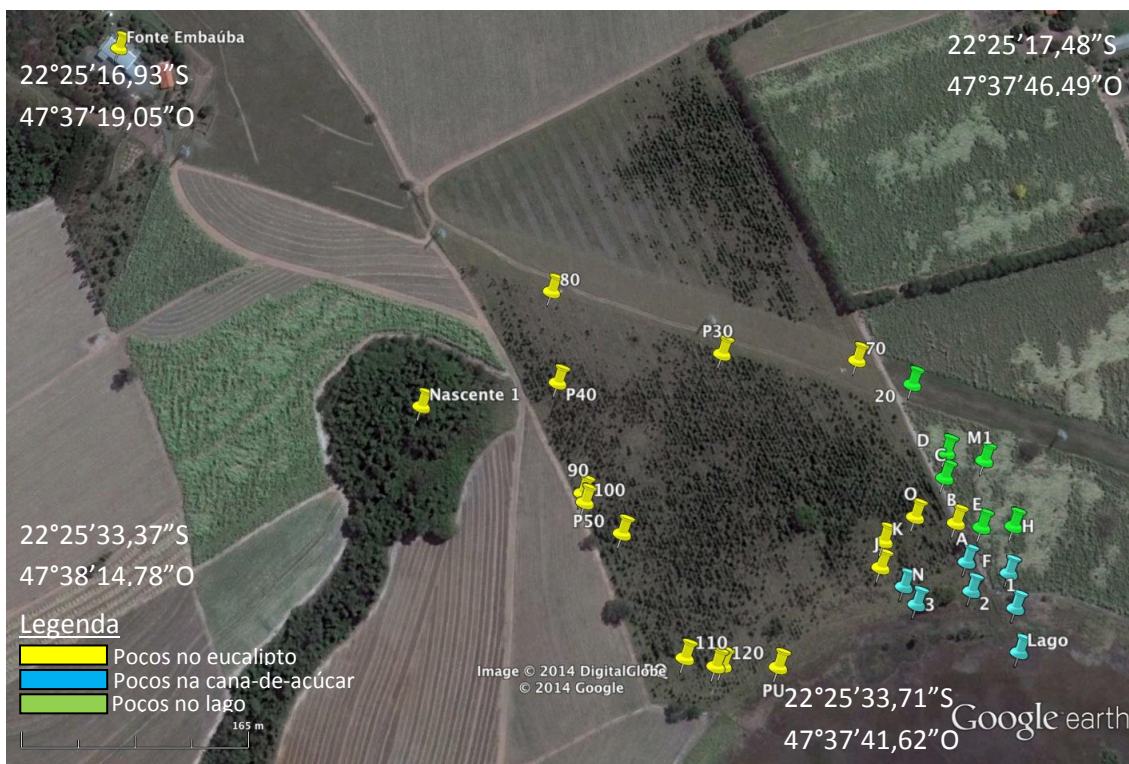 Fonte Embaúba
22°25’16,93”S
47°37’19,05”O
22°25’17,48”S
47°37’46,49”O
80
P30
70
20
P40
Nascente 1
D
M1
C
90
100
P50
O
B
E
H
K
A
J
F
N
1
3
2
Lago
22°25’33,37”S
47°38’14,78”O
Legenda
Pocos no eucalipto
Pocos na cana-de-açúcar
Pocos no lago
165 m
110
120
PU
Image © 2014 DigitalGlobe
© 2014 Google
22°25’33,71”S
47°37’41,62”O
Google earth